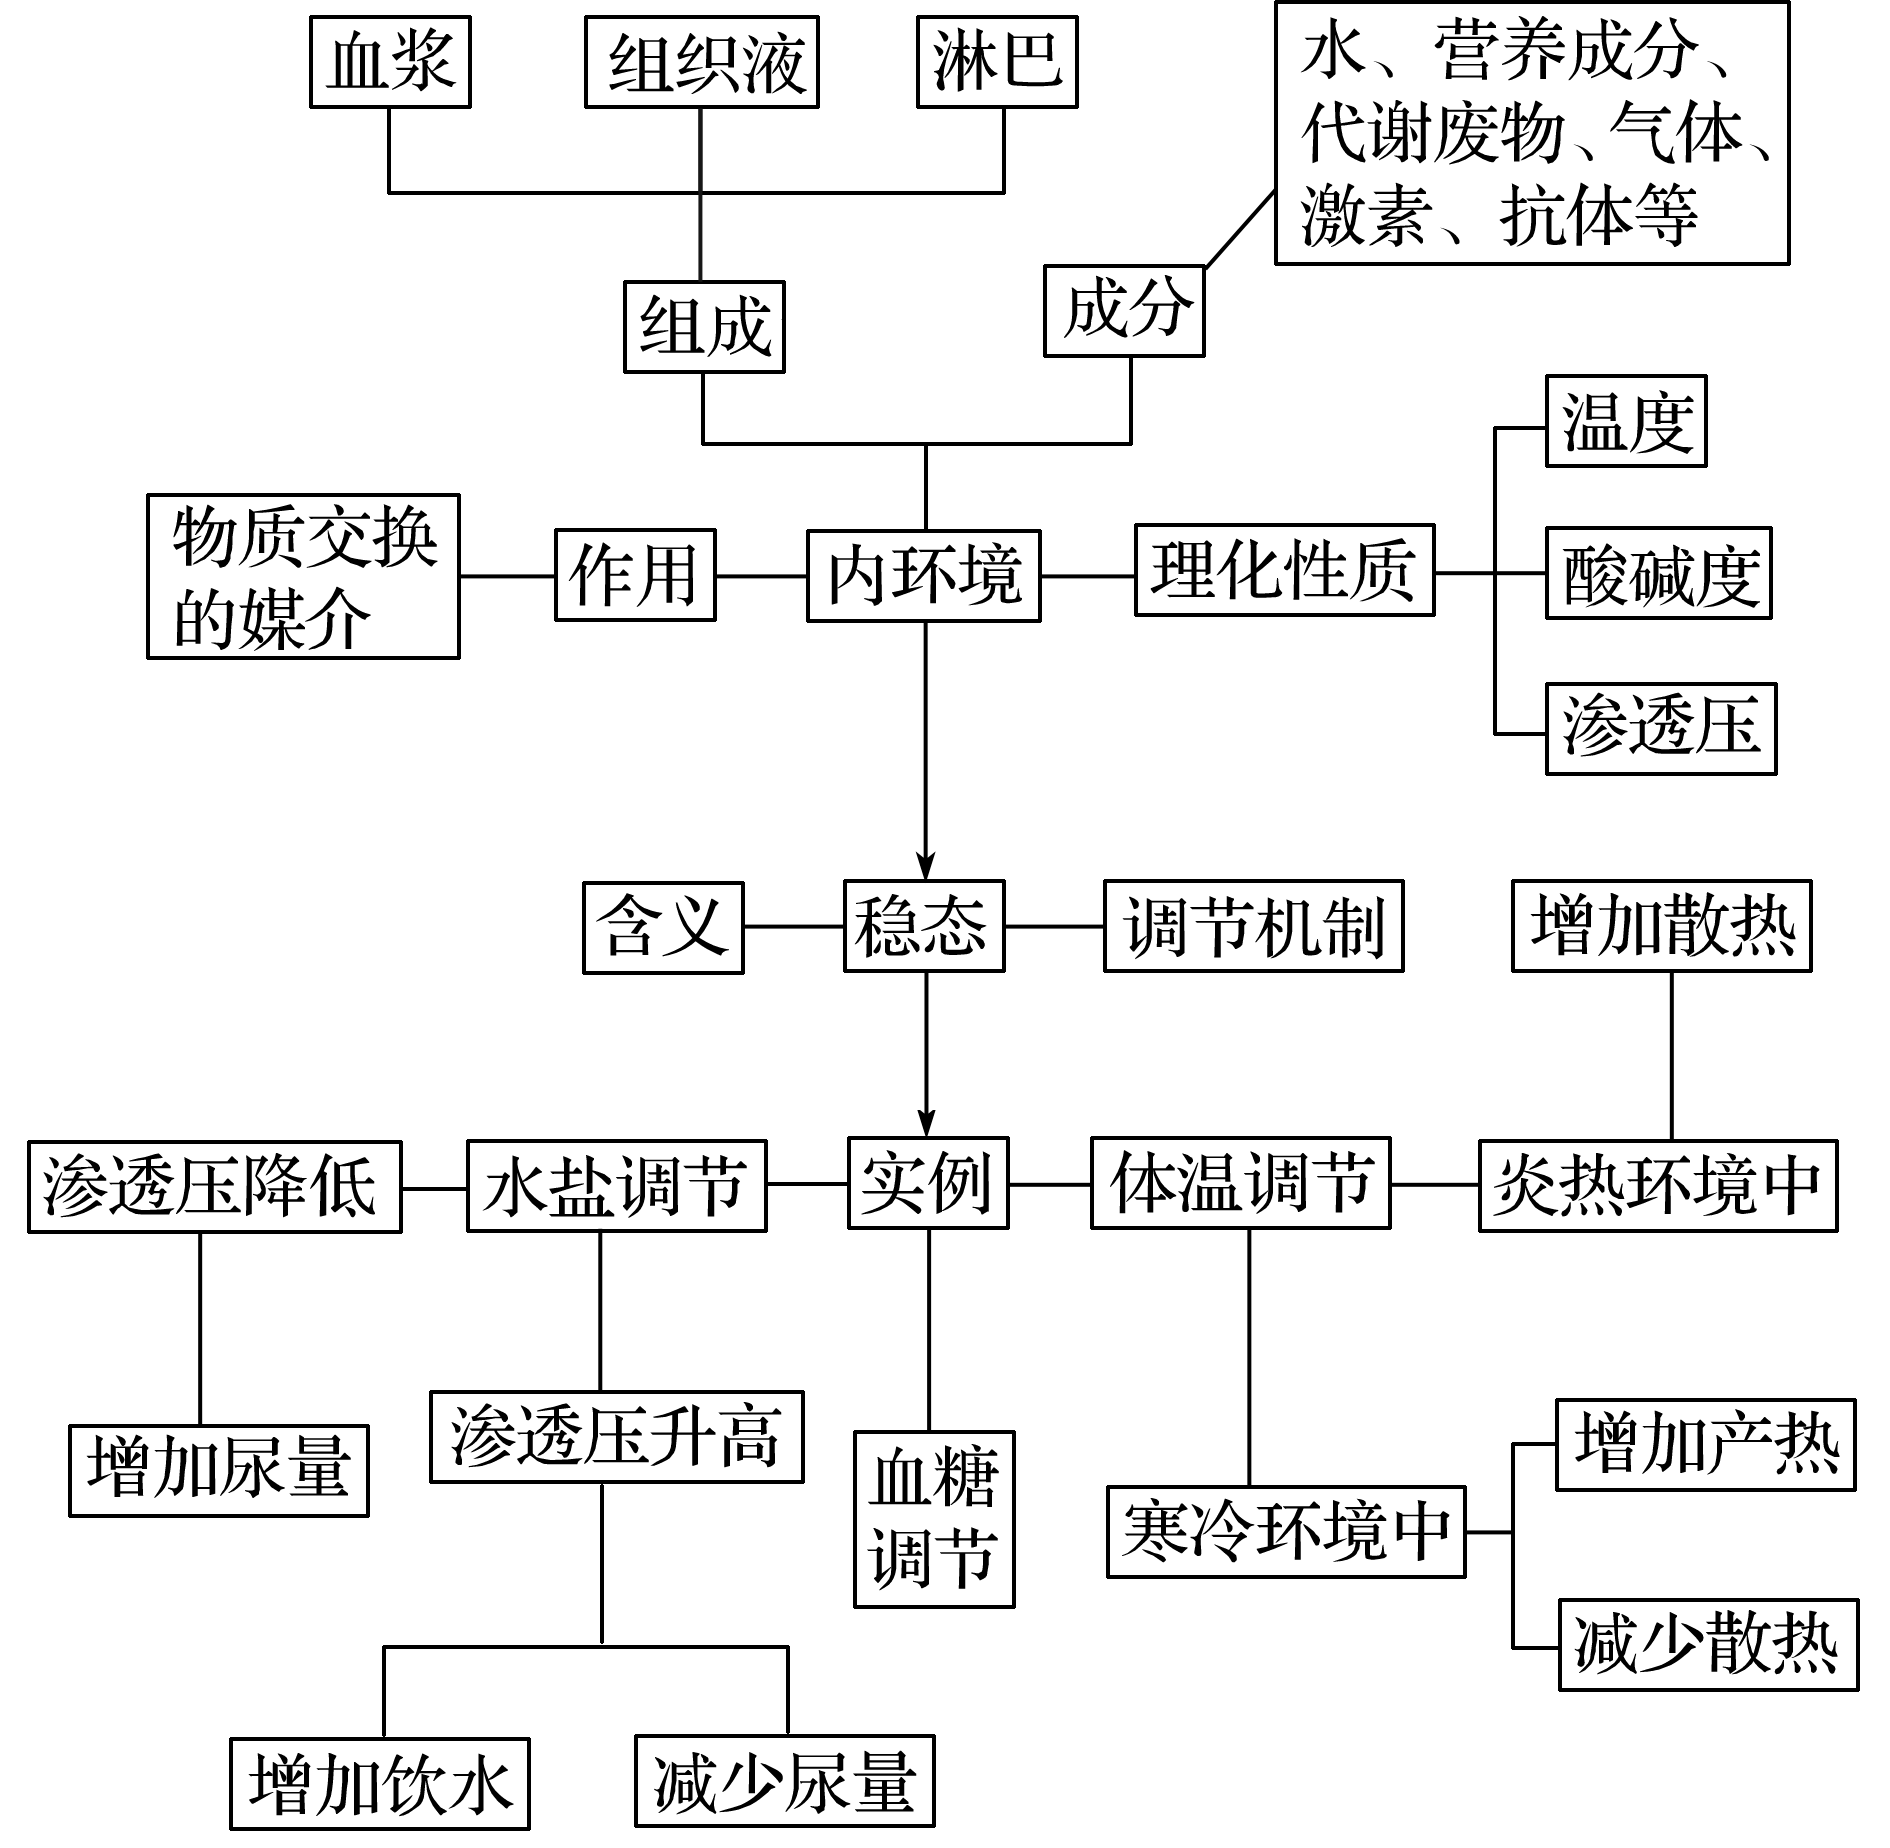 血浆
组织液
淋巴
水、营养成分、
代谢废物、气体、
激素、抗体等
组成
成分
温度
物质交换
的媒介
作用
内环境
理化性质
酸碱度
渗透压
含义
稳态
调节机制
增加散热
渗透压降低
水盐调节
实例
体温调节
炎热环境中
增加尿量
渗透压升高
血糖
调节
寒冷环境中
增加产热
减少散热
增加饮水
减少尿量